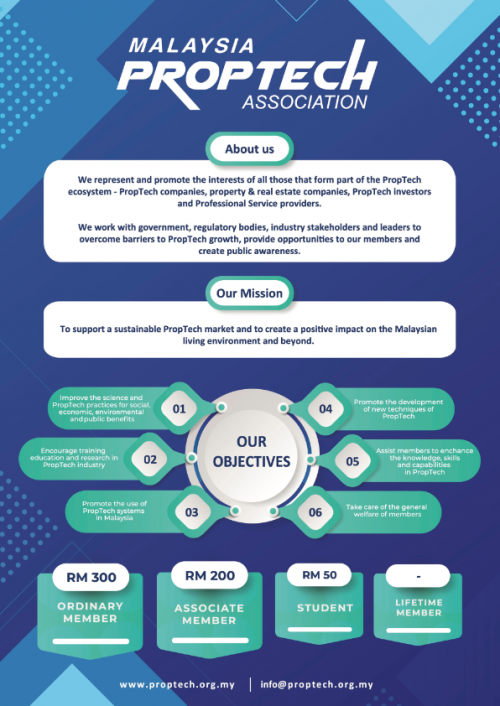 MALAYSIA
PROPTECH
ASSOCIATION
About us
We represent and promote the interests of all those that form part of the PropTech
ecosystem - PropTech companies, property & real estate companies, PropTech investors
and Professional Service providers.
We work with government, regulatory bodies, industry stakeholders and leaders to
overcome barriers to PropTech growth, provide opportunities to our members and
create public awareness.
Our Mission
To support a sustainable PropTech market and to create a positive impact on the Malaysian
living environment and beyond.
OUR
OBJECTIVES
01
Improve the science and
PropTech practices for social,
economic, environmental
and public benefits
02
Encourage training
education and research in
PropTech industry
03
Promote the use of
PropTech systems
in Malaysia
04
Promote the development
of new techniques of
PropTech
05
Assist members to enchance
the knowledge, skills
and capabilities
in PropTech
06
Take care of the general
welfare of members
RM 300
ORDINARY
MEMBER
RM 200
ASSOCIATE
MEMBER
RM 50
STUDENT
-
LIFETIME
MEMBER
www.proptech.org.my | info@proptech.org.my